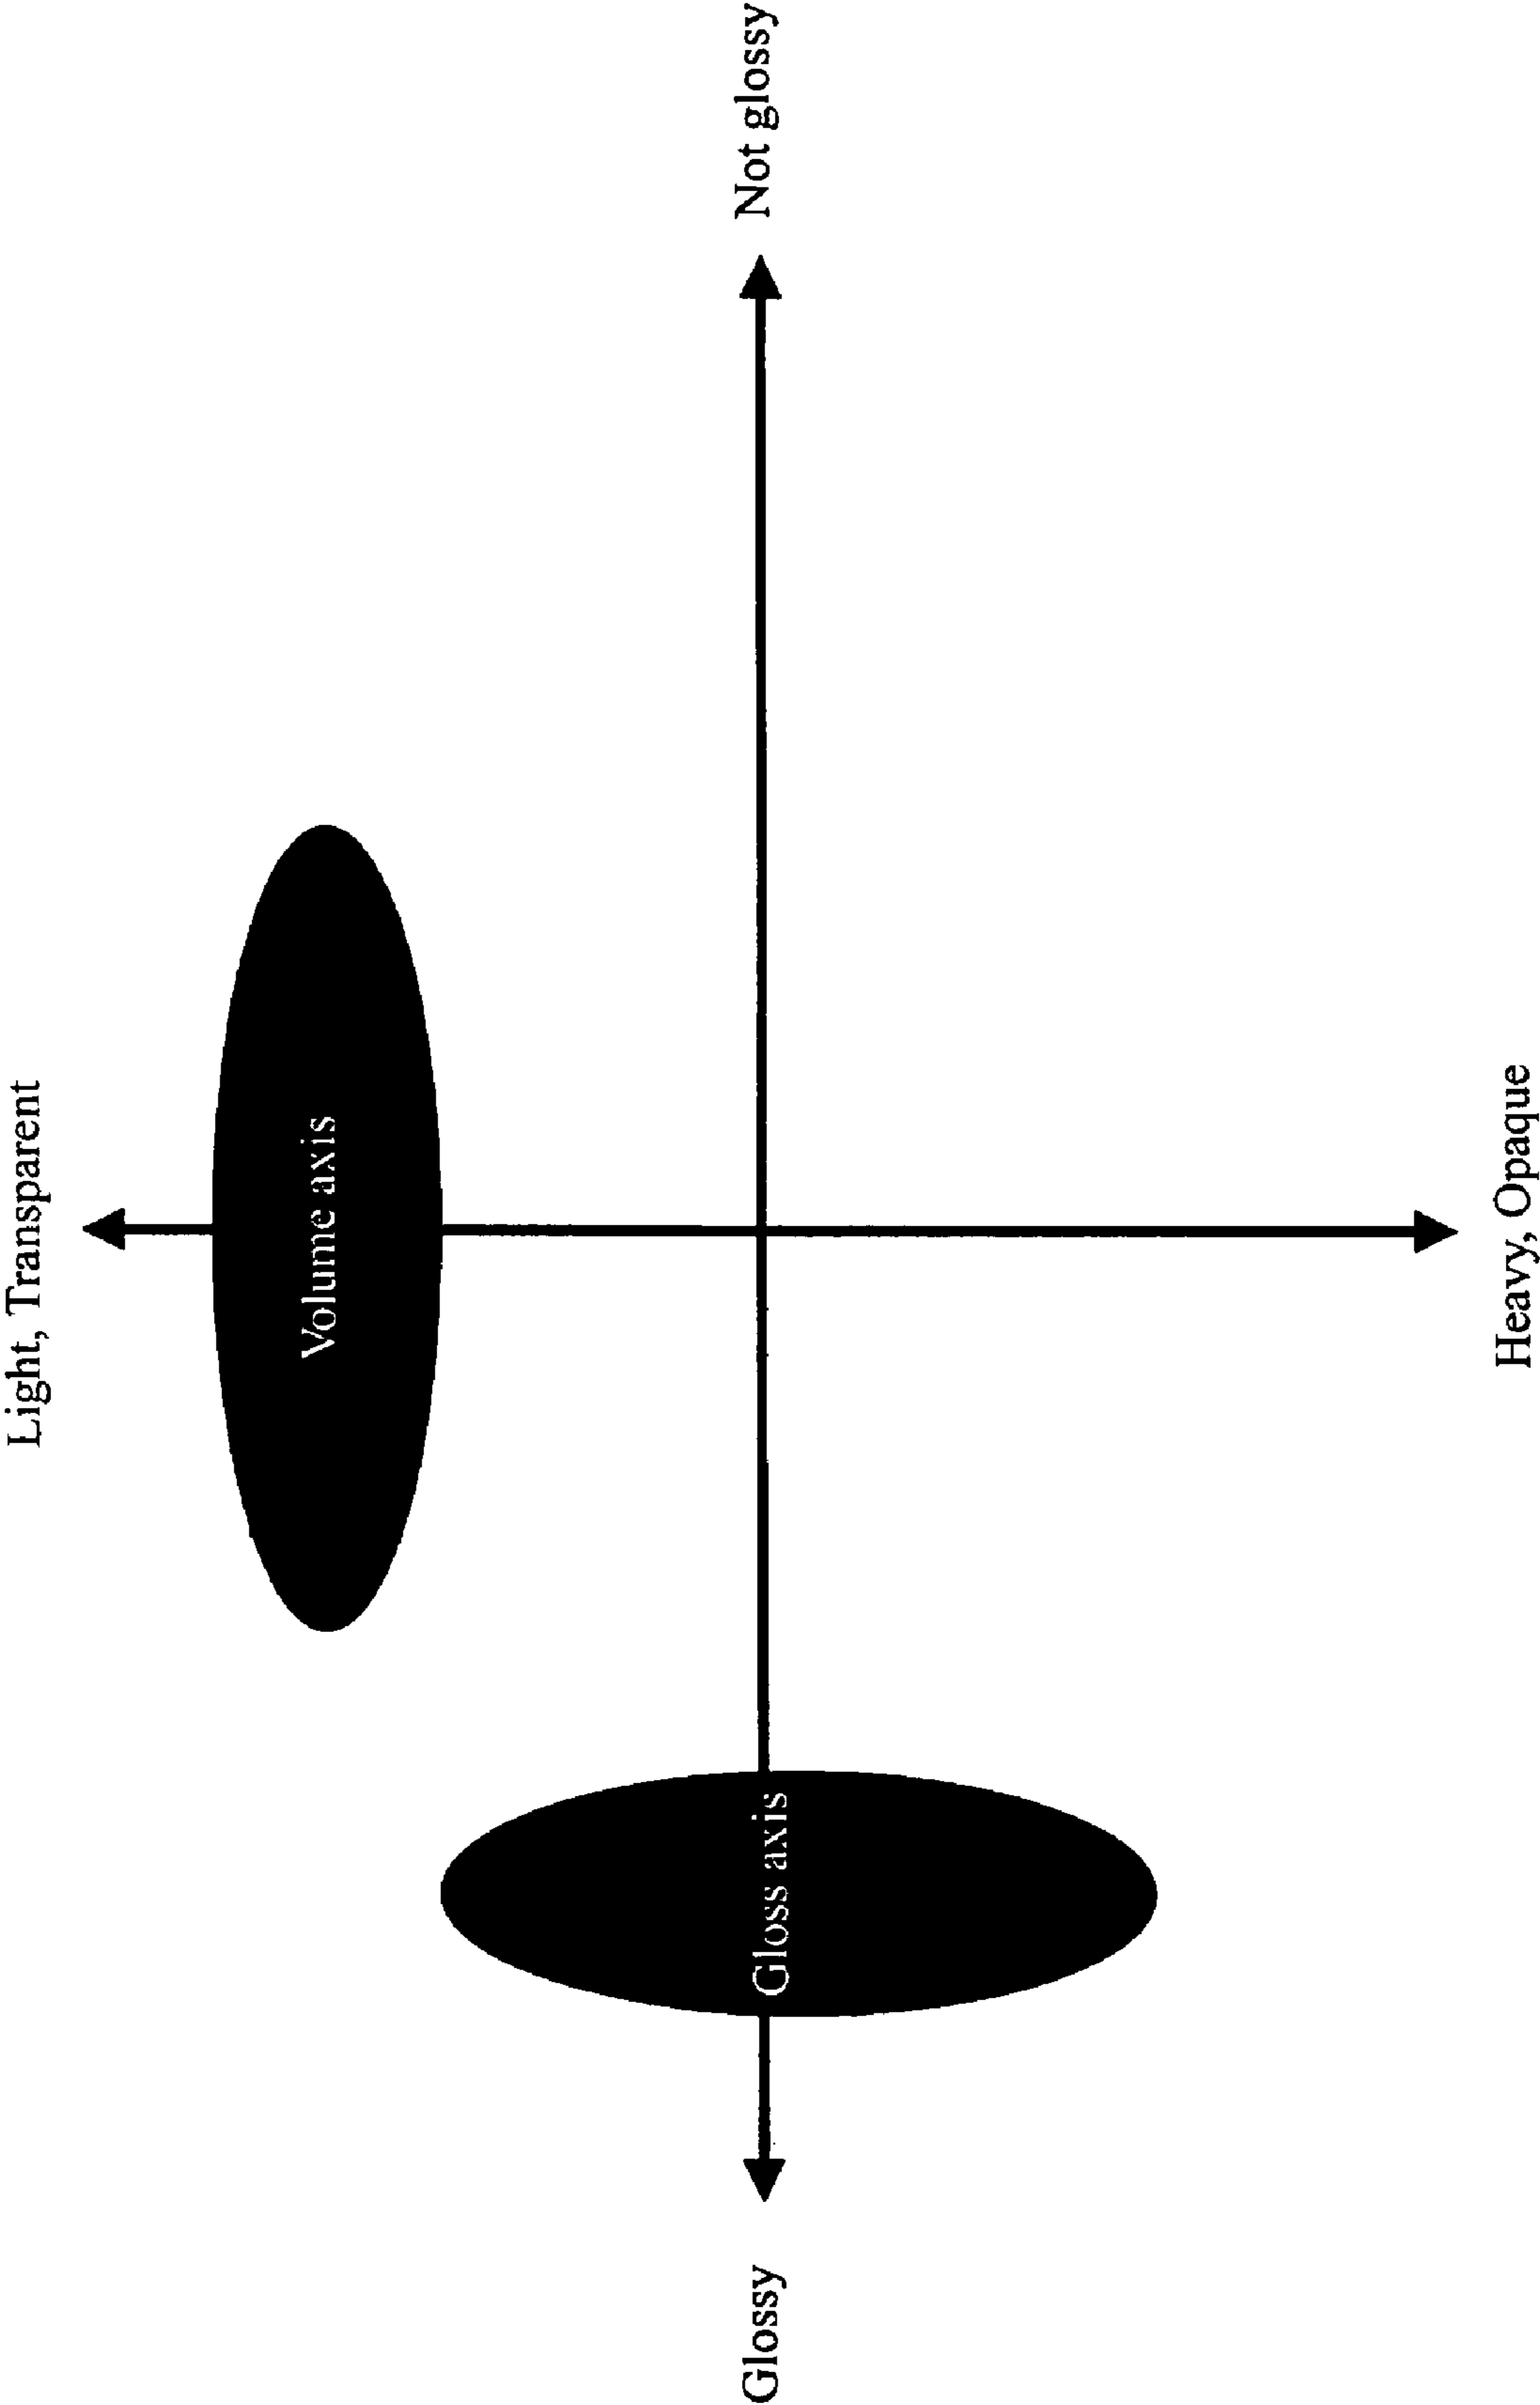 Light, Transparent
Volume axis
Glossy
Gloss axis
Not glossy
Heavy, Opaque